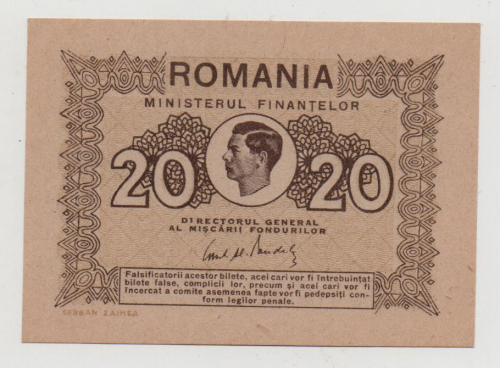 ROMANIA
MINISTERUL FINANȚELOR
20 20
DIRECTORUL GENERAL
AL MIȘCĂRII FONDURILOR
Falsificatorii acestor bilete, acei cari vor fi întrebuințat
bilete false, complicii lor, precum și acei cari vor fi
încercat a comite asemenea fapte vor fi pedepsiți con-
form legilor penale.
SERBAN ZAINEA